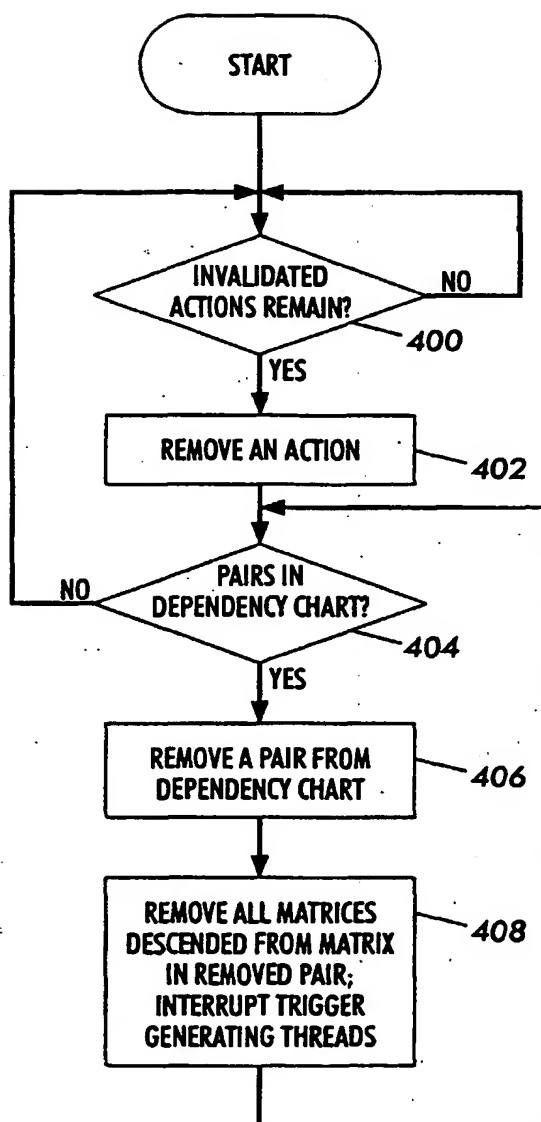 START
INVALIDATED
ACTIONS REMAIN?
NO
400
YES
REMOVE AN ACTION
402
PAIRS IN
DEPENDENCY CHART?
NO
404
YES
REMOVE A PAIR FROM
DEPENDENCY CHART
406
REMOVE ALL MATRICES
DESCENDED FROM MATRIX
IN REMOVED PAIR;
INTERRUPT TRIGGER
GENERATING THREADS
408